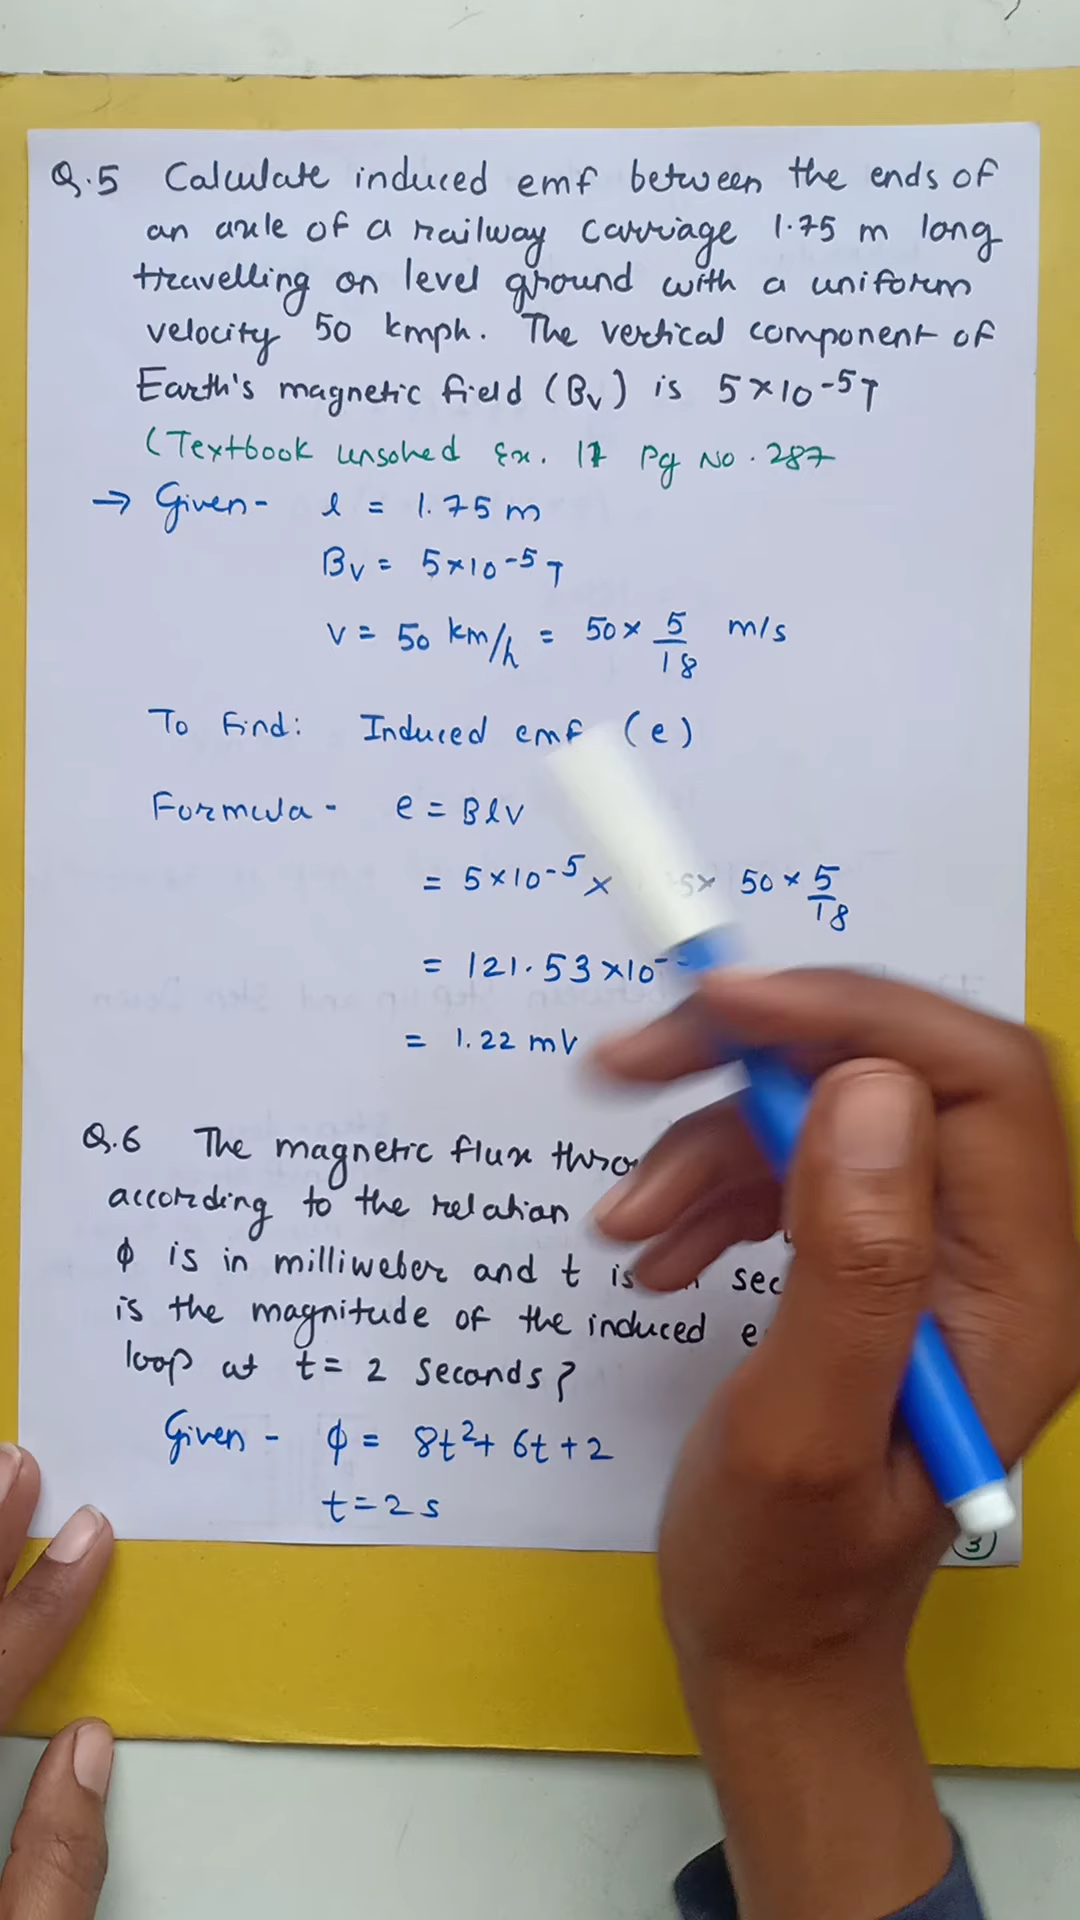 Q.5 Calculate induced emf between the ends of
an axle of a railway carriage 1.75 m long
travelling on level ground with a uniform
velocity 50 kmph. The vertical component of
Earth's magnetic field (Bv) is 5×10⁻⁵T
(Textbook unsolved Ex. 17 Pg No. 287
→ Given- l = 1.75 m
Bv = 5×10⁻⁵ T
v = 50 km/h = 50 × 5/18 m/s
To Find: Induced emf (e)
Formula - e = Blv
= 5×10⁻⁵ × 5× 50 × 5/18
= 121.53 ×10⁻
= 1.22 mV
Q.6 The magnetic flux
according to the relation
φ is in milliweber and t is
is the magnitude of the induced
loop at t = 2 seconds?
Given - φ = 8t²+ 6t + 2
t = 2 s
3